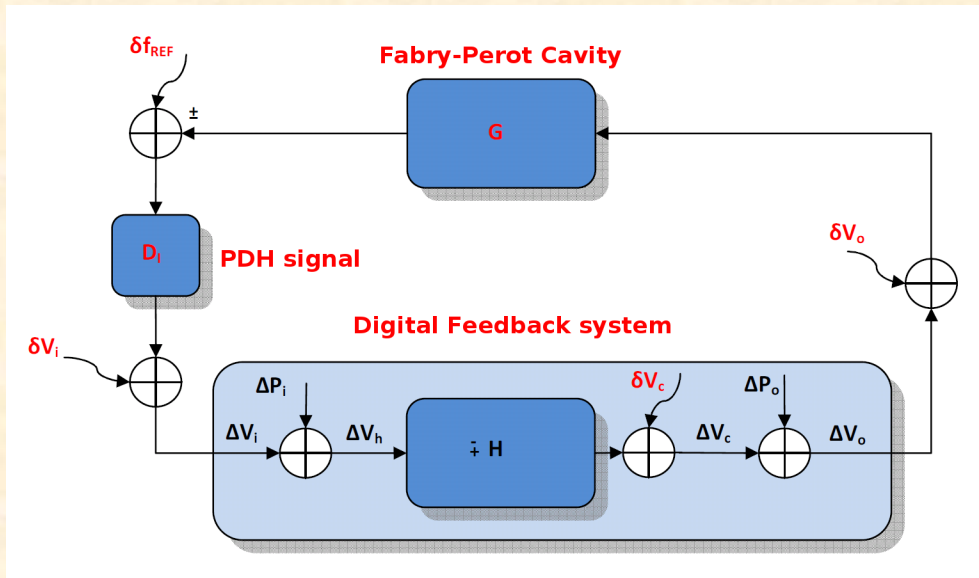 δf_REF
Fabry-Perot Cavity
±
G
D_I
PDH signal
δV_o
Digital Feedback system
δV_i
ΔP_i
δV_c
ΔP_o
ΔV_i
ΔV_h
∓ H
ΔV_c
ΔV_o